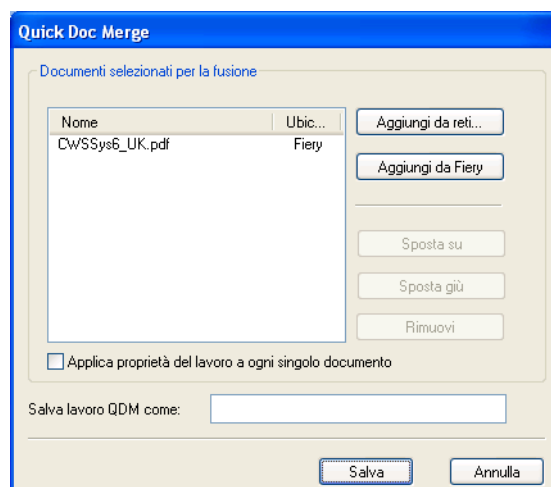 Quick Doc Merge
Documenti selezionati per la fusione
Nome Ubic...
CWSSys6_UK.pdf Fiery
Aggiungi da reti...
Aggiungi da Fiery
Sposta su
Sposta giù
Rimuovi
Applica proprietà del lavoro a ogni singolo documento
Salva lavoro QDM come:
Salva Annulla